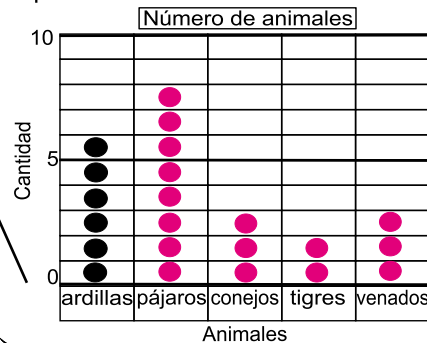 Número de animales
10
5
0
Cantidad
ardillas pájaros conejos tigres venados
Animales